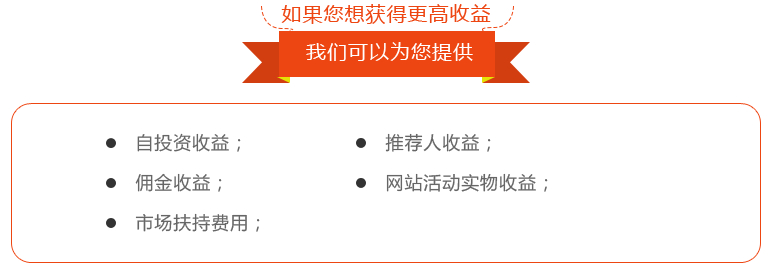 如果您想获得更高收益
我们可以为您提供
自投资收益；
推荐人收益；
佣金收益；
网站活动实物收益；
市场扶持费用；